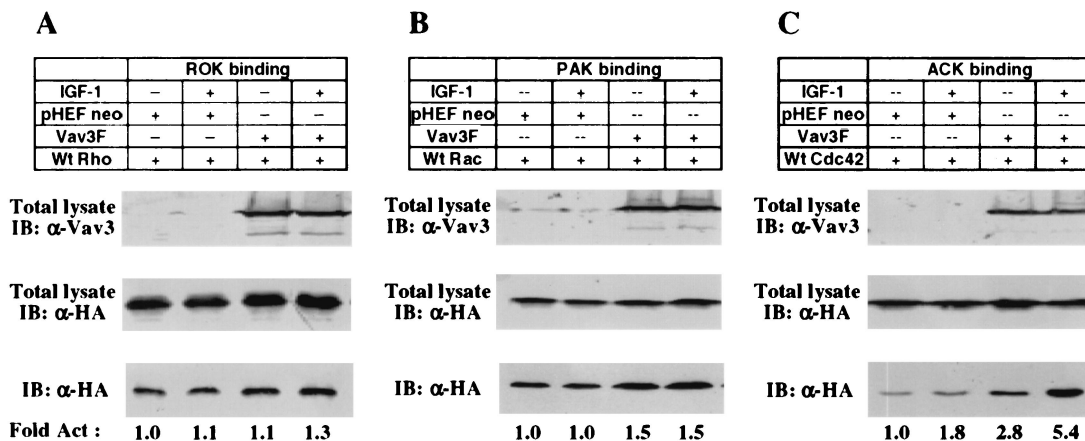 A
ROK binding
IGF-1 – + – +
pHEF neo + + – –
Vav3F – – + +
Wt Rho + + + +
Total lysate
IB: α-Vav3
Total lysate
IB: α-HA
IB: α-HA
Fold Act : 1.0 1.1 1.1 1.3
B
PAK binding
IGF-1 -- + -- +
pHEF neo + + -- --
Vav3F -- -- + +
Wt Rac + + + +
Total lysate
IB: α-Vav3
Total lysate
IB: α-HA
IB: α-HA
1.0 1.0 1.5 1.5
C
ACK binding
IGF-1 -- + -- +
pHEF neo + + -- --
Vav3F -- -- + +
Wt Cdc42 + + + +
Total lysate
IB: α-Vav3
Total lysate
IB: α-HA
IB: α-HA
1.0 1.8 2.8 5.4